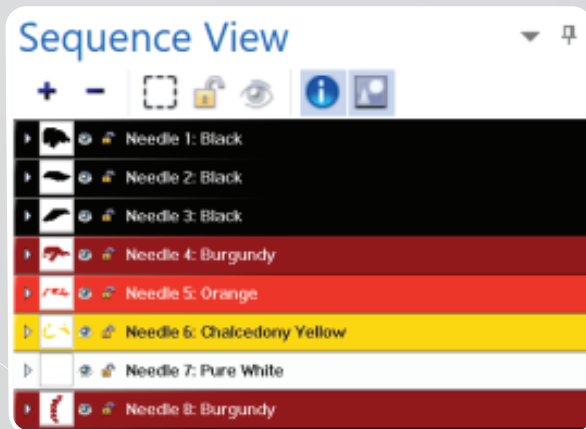 Sequence View
Needle 1: Black
Needle 2: Black
Needle 3: Black
Needle 4: Burgundy
Needle 5: Orange
Needle 6: Chalcedony Yellow
Needle 7: Pure White
Needle 8: Burgundy